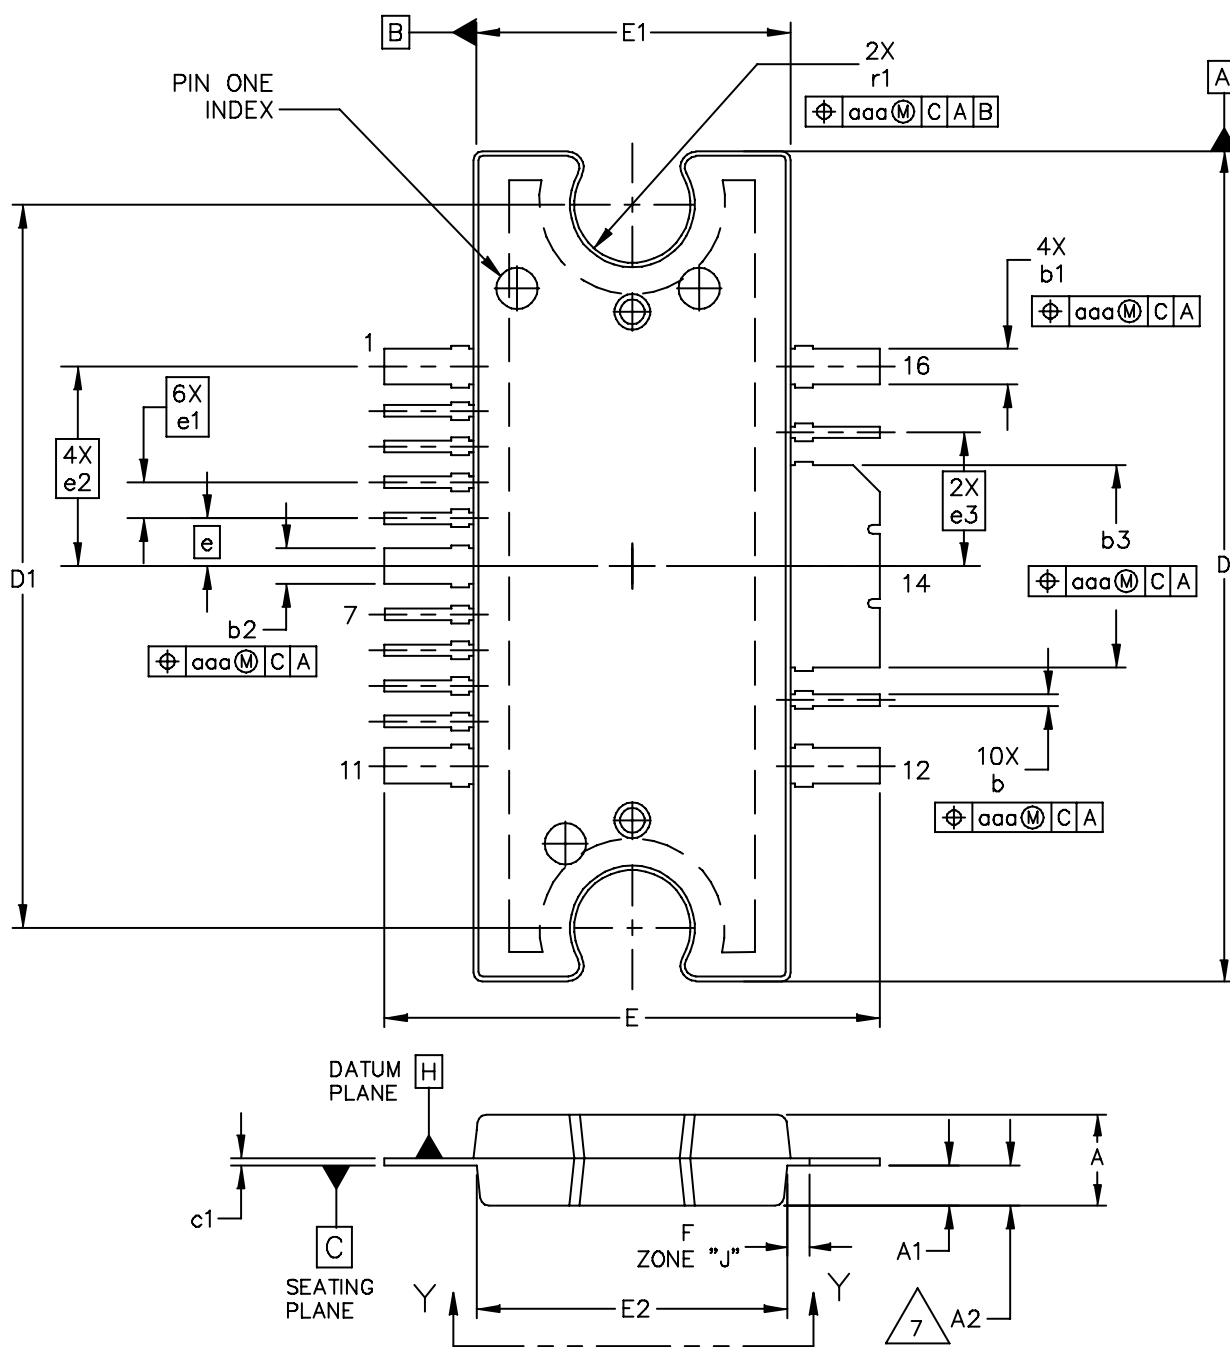 B
E1
2X
r1
⌖ aaa Ⓜ C A B
A
PIN ONE
INDEX
4X
b1
⌖ aaa Ⓜ C A
1
16
6X
e1
4X
e2
2X
e3
e
b3
⌖ aaa Ⓜ C A
D1
D
7
14
b2
⌖ aaa Ⓜ C A
11
12
10X
b
⌖ aaa Ⓜ C A
E
DATUM
PLANE
H
A
c1
C
SEATING
PLANE
F
ZONE "J"
A1
Y
Y
E2
7
A2